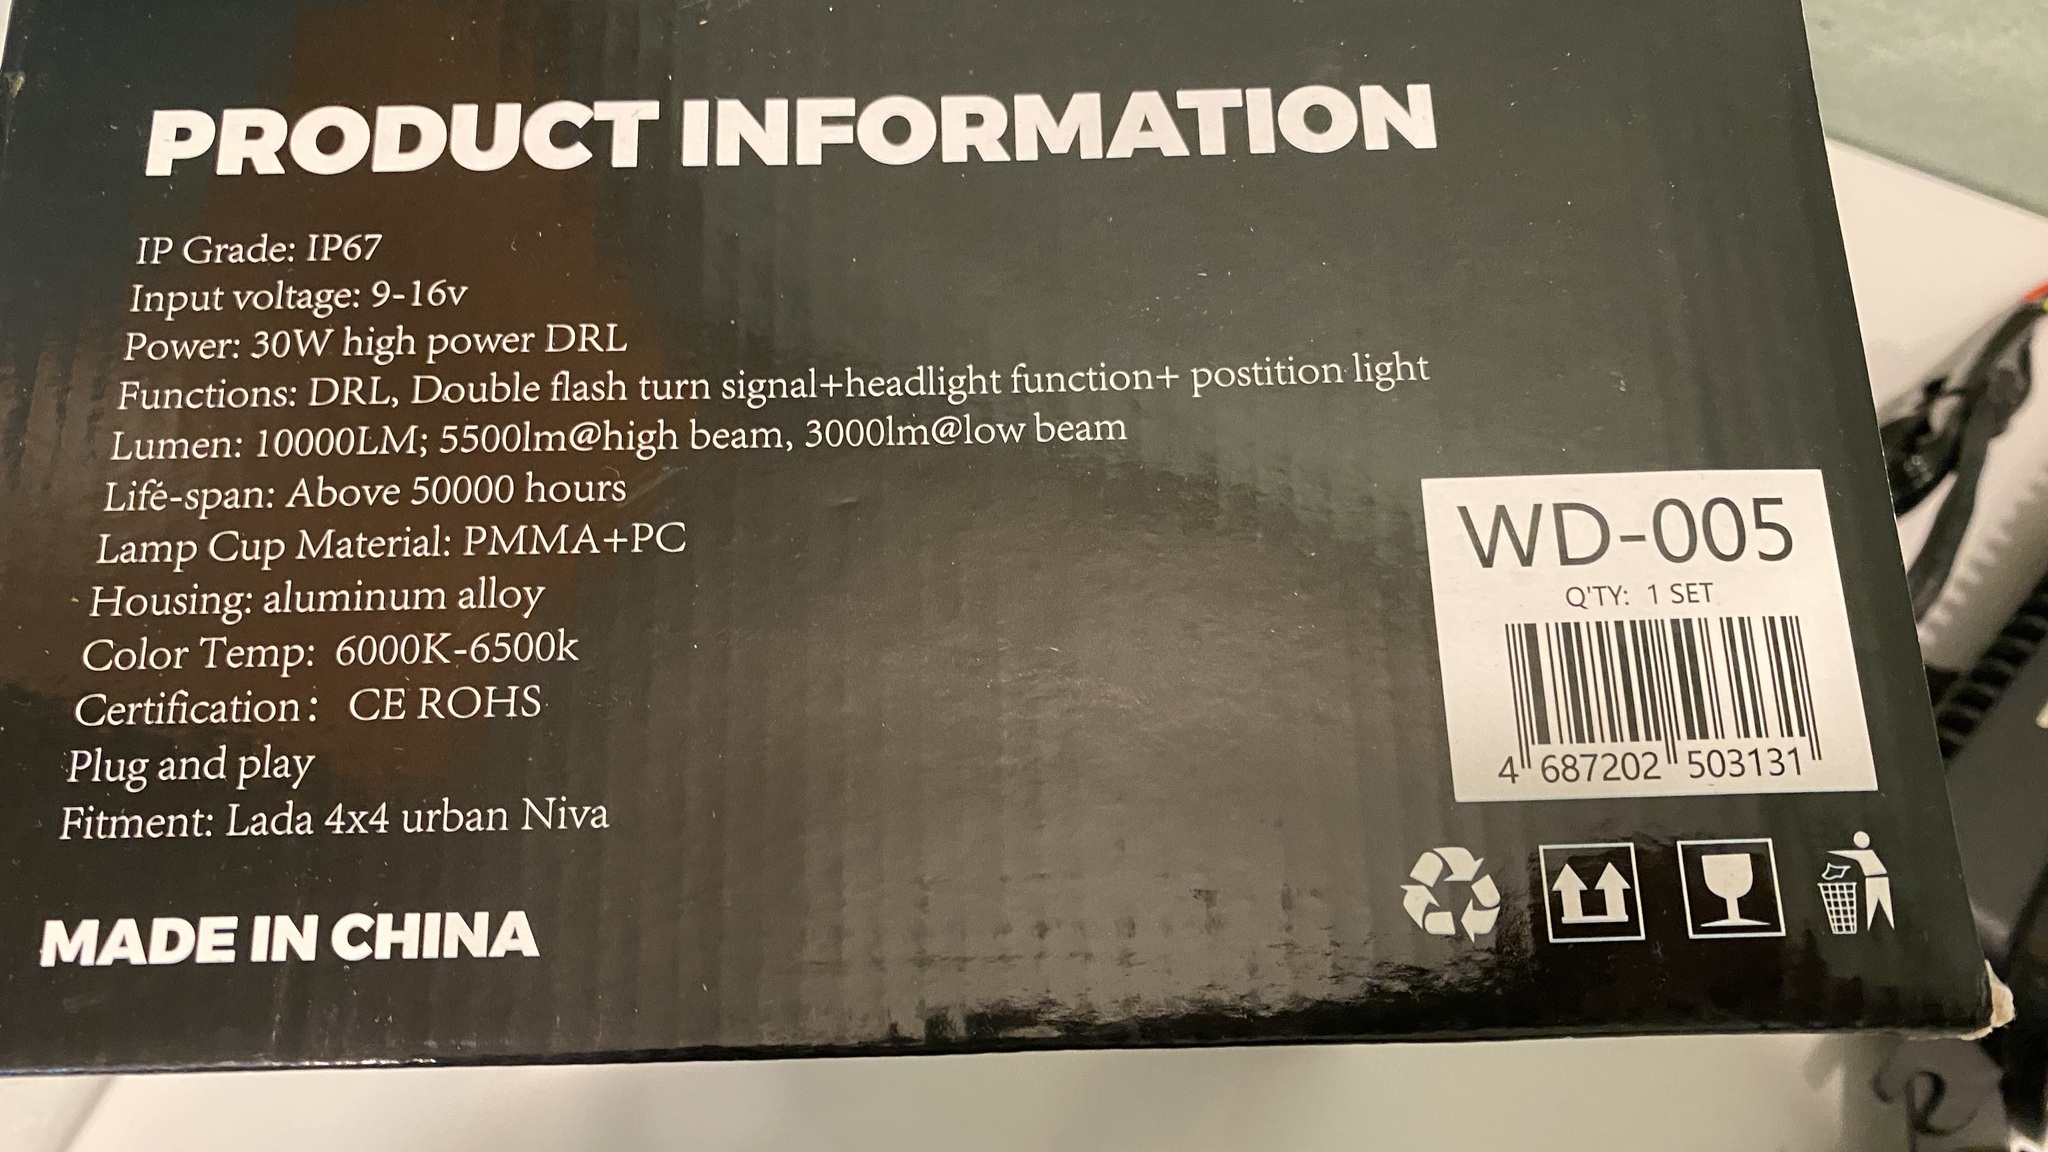 PRODUCT INFORMATION
IP Grade: IP67
Input voltage: 9-16v
Power: 30W high power DRL
Functions: DRL, Double flash turn signal+headlight function+ postition light
Lumen: 10000LM; 5500lm@high beam, 3000lm@low beam
Life-span: Above 50000 hours
Lamp Cup Material: PMMA+PC
Housing: aluminum alloy
Color Temp: 6000K-6500k
Certification: CE ROHS
Plug and play
Fitment: Lada 4x4 urban Niva
MADE IN CHINA
WD-005
Q'TY: 1 SET
4 687202 503131